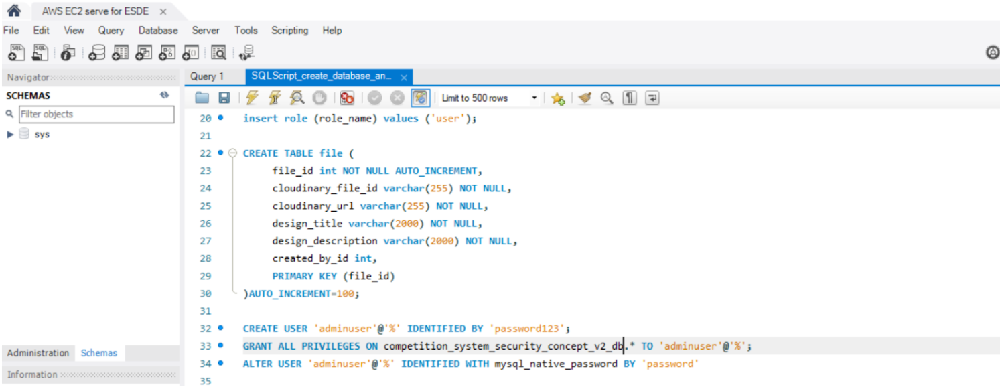 AWS EC2 serve for ESDE
File Edit View Query Database Server Tools Scripting Help
Navigator
Query 1 SQLScript_create_database_an...
SCHEMAS
Limit to 500 rows
Filter objects
sys
20 insert role (role_name) values ('user');
21
22 CREATE TABLE file (
23 file_id int NOT NULL AUTO_INCREMENT,
24 cloudinary_file_id varchar(255) NOT NULL,
25 cloudinary_url varchar(255) NOT NULL,
26 design_title varchar(2000) NOT NULL,
27 design_description varchar(2000) NOT NULL,
28 created_by_id int,
29 PRIMARY KEY (file_id)
30 )AUTO_INCREMENT=100;
31
32 CREATE USER 'adminuser'@'%' IDENTIFIED BY 'password123';
33 GRANT ALL PRIVILEGES ON competition_system_security_concept_v2_db.* TO 'adminuser'@'%';
34 ALTER USER 'adminuser'@'%' IDENTIFIED WITH mysql_native_password BY 'password'
35
Administration Schemas
Information